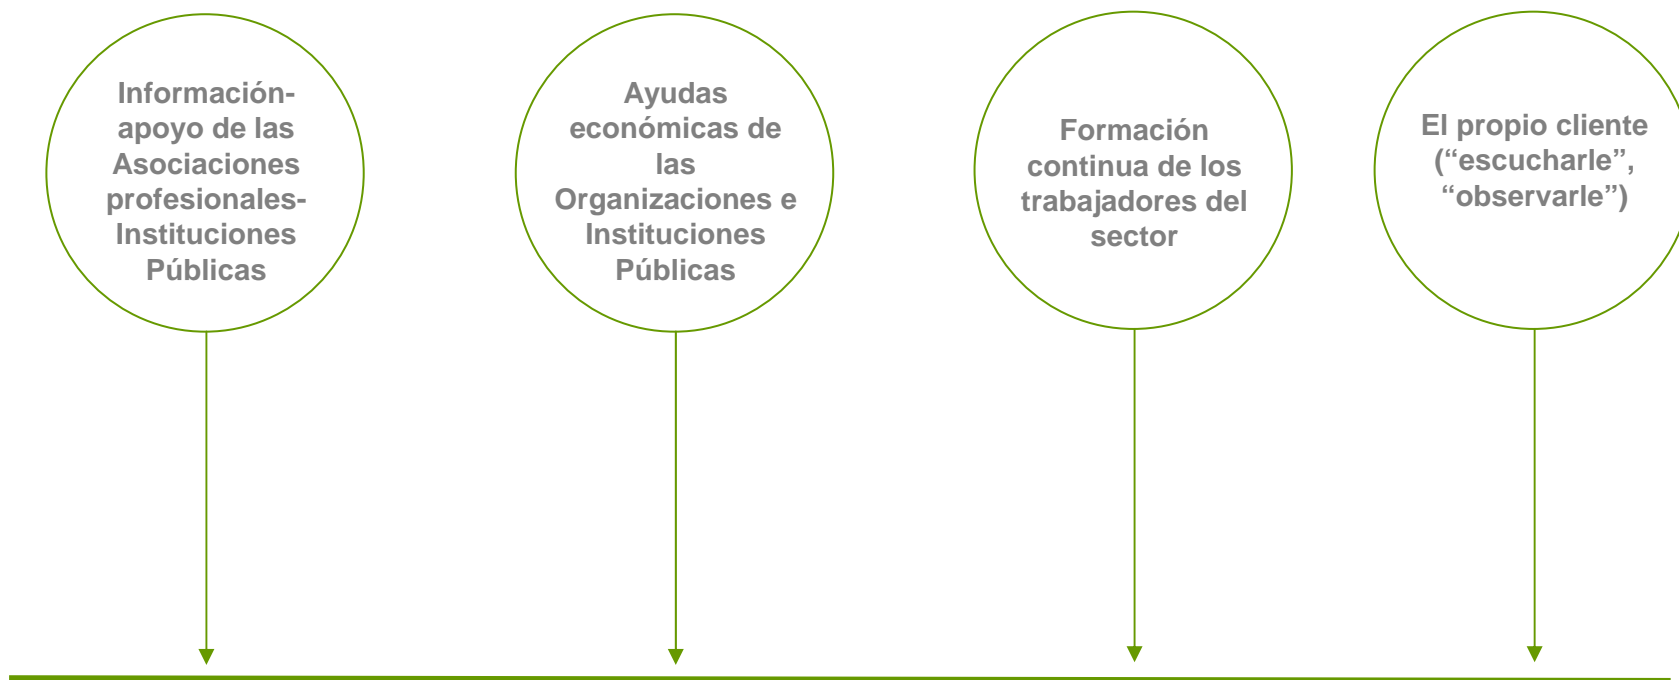 Información-
apoyo de las
Asociaciones
profesionales-
Instituciones
Públicas
Ayudas
económicas de
las
Organizaciones e
Instituciones
Públicas
Formación
continua de los
trabajadores del
sector
El propio cliente
(“escucharle”,
“observarle”)